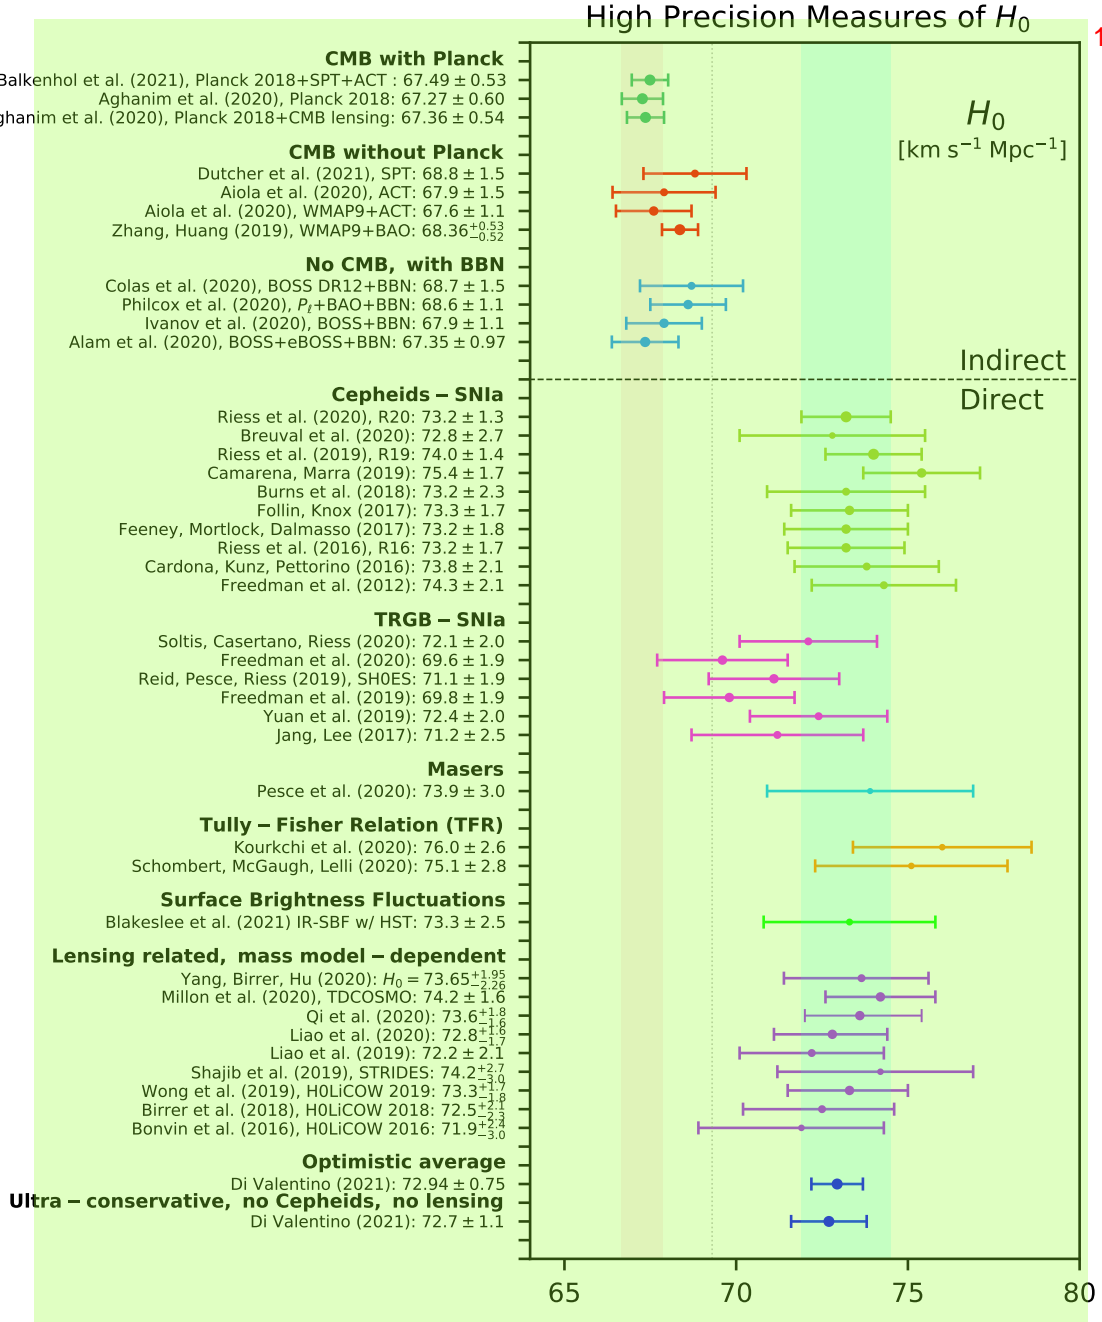 High Precision Measures of H₀
1
CMB with Planck
Balkenhol et al. (2021), Planck 2018+SPT+ACT : 67.49 ± 0.53
Aghanim et al. (2020), Planck 2018: 67.27 ± 0.60
ghanim et al. (2020), Planck 2018+CMB lensing: 67.36 ± 0.54
H₀
[km s⁻¹ Mpc⁻¹]
CMB without Planck
Dutcher et al. (2021), SPT: 68.8 ± 1.5
Aiola et al. (2020), ACT: 67.9 ± 1.5
Aiola et al. (2020), WMAP9+ACT: 67.6 ± 1.1
Zhang, Huang (2019), WMAP9+BAO: 68.36 +0.53 −0.52
No CMB, with BBN
Colas et al. (2020), BOSS DR12+BBN: 68.7 ± 1.5
Philcox et al. (2020), Pℓ+BAO+BBN: 68.6 ± 1.1
Ivanov et al. (2020), BOSS+BBN: 67.9 ± 1.1
Alam et al. (2020), BOSS+eBOSS+BBN: 67.35 ± 0.97
Indirect
Direct
Cepheids − SNIa
Riess et al. (2020), R20: 73.2 ± 1.3
Breuval et al. (2020): 72.8 ± 2.7
Riess et al. (2019), R19: 74.0 ± 1.4
Camarena, Marra (2019): 75.4 ± 1.7
Burns et al. (2018): 73.2 ± 2.3
Follin, Knox (2017): 73.3 ± 1.7
Feeney, Mortlock, Dalmasso (2017): 73.2 ± 1.8
Riess et al. (2016), R16: 73.2 ± 1.7
Cardona, Kunz, Pettorino (2016): 73.8 ± 2.1
Freedman et al. (2012): 74.3 ± 2.1
TRGB − SNIa
Soltis, Casertano, Riess (2020): 72.1 ± 2.0
Freedman et al. (2020): 69.6 ± 1.9
Reid, Pesce, Riess (2019), SH0ES: 71.1 ± 1.9
Freedman et al. (2019): 69.8 ± 1.9
Yuan et al. (2019): 72.4 ± 2.0
Jang, Lee (2017): 71.2 ± 2.5
Masers
Pesce et al. (2020): 73.9 ± 3.0
Tully − Fisher Relation (TFR)
Kourkchi et al. (2020): 76.0 ± 2.6
Schombert, McGaugh, Lelli (2020): 75.1 ± 2.8
Surface Brightness Fluctuations
Blakeslee et al. (2021) IR-SBF w/ HST: 73.3 ± 2.5
Lensing related, mass model − dependent
Yang, Birrer, Hu (2020): H₀ = 73.65 +1.95 −2.26
Millon et al. (2020), TDCOSMO: 74.2 ± 1.6
Qi et al. (2020): 73.6 +1.8 −1.6
Liao et al. (2020): 72.8 +1.6 −1.7
Liao et al. (2019): 72.2 ± 2.1
Shajib et al. (2019), STRIDES: 74.2 +2.7 −3.0
Wong et al. (2019), H0LiCOW 2019: 73.3 +1.7 −1.8
Birrer et al. (2018), H0LiCOW 2018: 72.5 +2.1 −2.3
Bonvin et al. (2016), H0LiCOW 2016: 71.9 +2.4 −3.0
Optimistic average
Di Valentino (2021): 72.94 ± 0.75
Ultra − conservative, no Cepheids, no lensing
Di Valentino (2021): 72.7 ± 1.1
65 70 75 80